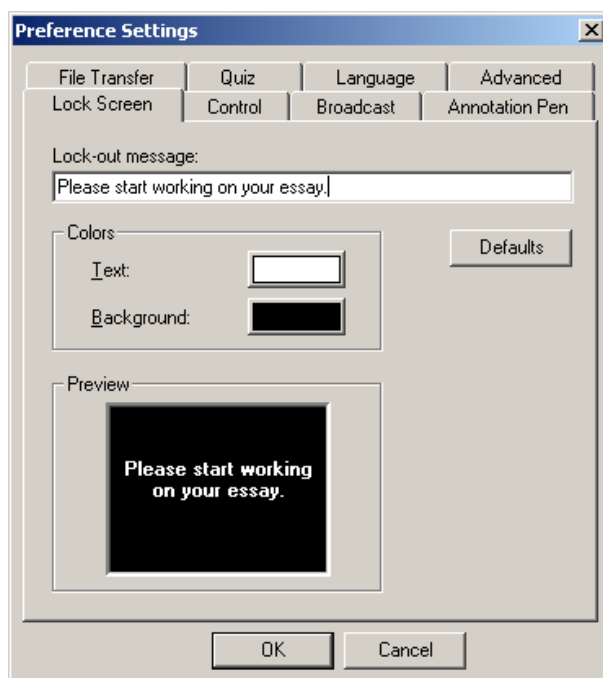 Preference Settings
File Transfer Quiz Language Advanced
Lock Screen Control Broadcast Annotation Pen
Lock-out message:
Please start working on your essay.
Colors
Text:
Background:
Defaults
Preview
Please start working
on your essay.
OK Cancel